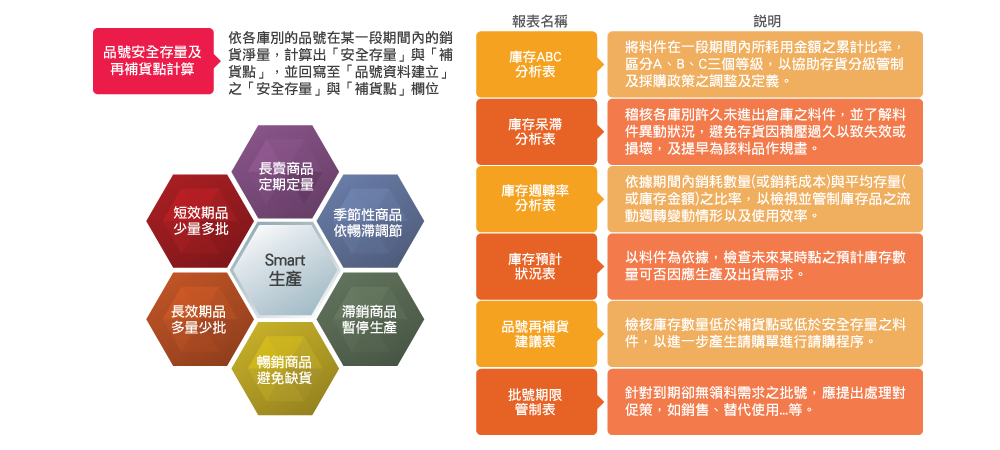 品號安全存量及
再補貨點計算
依各庫別的品號在某一段期間內的銷
貨淨量，計算出「安全存量」與「補
貨點」，並回寫至「品號資料建立」
之「安全存量」與「補貨點」欄位
長賣商品
定期定量
短效期品
少量多批
季節性商品
依暢滯調節
Smart
生產
長效期品
多量少批
滯銷商品
暫停生產
暢銷商品
避免缺貨
報表名稱
說明
庫存ABC
分析表
將料件在一段期間內所耗用金額之累計比率，
區分A、B、C三個等級，以協助存貨分級管制
及採購政策之調整及定義。
庫存呆滯
分析表
稽核各庫別許久未進出倉庫之料件，並了解料
件異動狀況，避免存貨因積壓過久以致失效或
損壞，及提早為該料品作規畫。
庫存週轉率
分析表
依據期間內銷耗數量(或銷耗成本)與平均存量(
或庫存金額)之比率，以檢視並管制庫存品之流
動週轉變動情形以及使用效率。
庫存預計
狀況表
以料件為依據，檢查未來某時點之預計庫存數
量可否因應生產及出貨需求。
品號再補貨
建議表
檢核庫存數量低於補貨點或低於安全存量之料
件，以進一步產生請購單進行請購程序。
批號期限
管制表
針對到期卻無領料需求之批號，應提出處理對
促策，如銷售、替代使用...等。